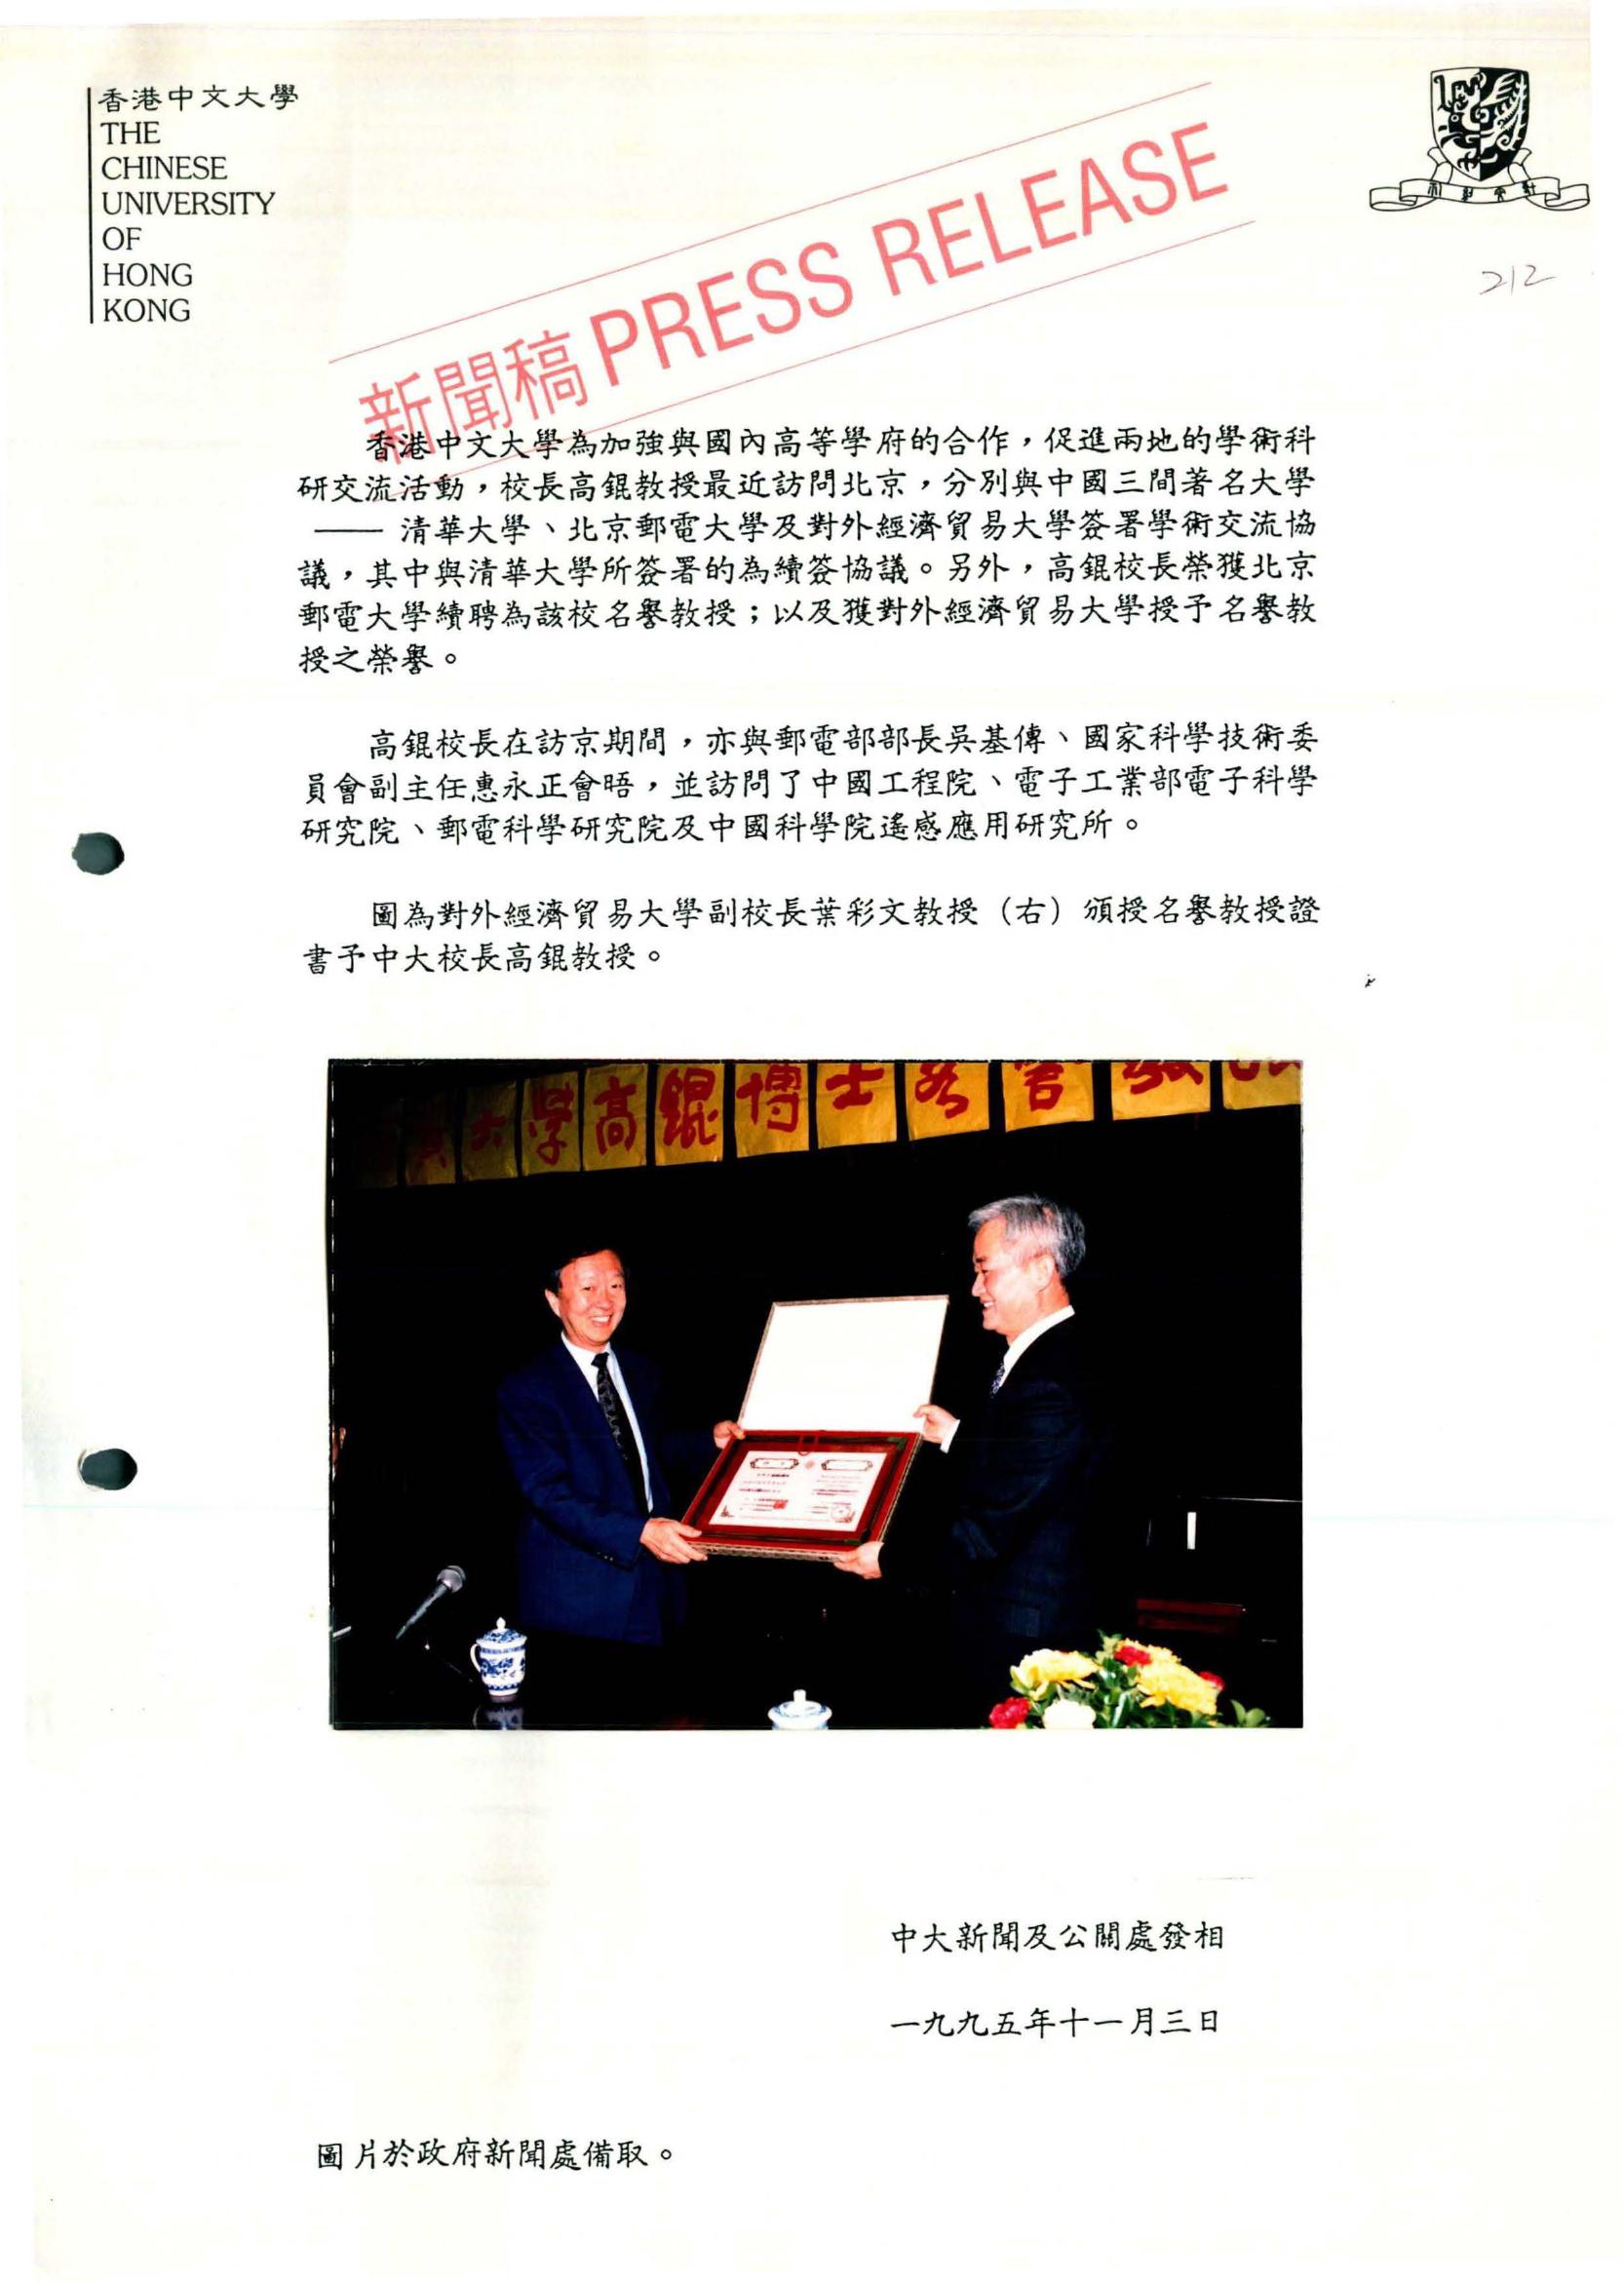 香港中文大學
THE
CHINESE
UNIVERSITY
OF
HONG
KONG
新聞稿 PRESS RELEASE
212
香港中文大學為加強與國內高等學府的合作，促進兩地的學術科
研交流活動，校長高錕教授最近訪問北京，分別與中國三間著名大學
—— 清華大學、北京郵電大學及對外經濟貿易大學簽署學術交流協
議，其中與清華大學所簽署的為續簽協議。另外，高錕校長榮獲北京
郵電大學續聘為該校名譽教授；以及獲對外經濟貿易大學授予名譽教
授之榮譽。
高錕校長在訪京期間，亦與郵電部部長吳基傳、國家科學技術委
員會副主任惠永正會晤，並訪問了中國工程院、電子工業部電子科學
研究院、郵電科學研究院及中國科學院遙感應用研究所。
圖為對外經濟貿易大學副校長葉彩文教授（右）頒授名譽教授證
書予中大校長高錕教授。
大学高錕博士名誉教
中大新聞及公關處發相
一九九五年十一月三日
圖片於政府新聞處備取。